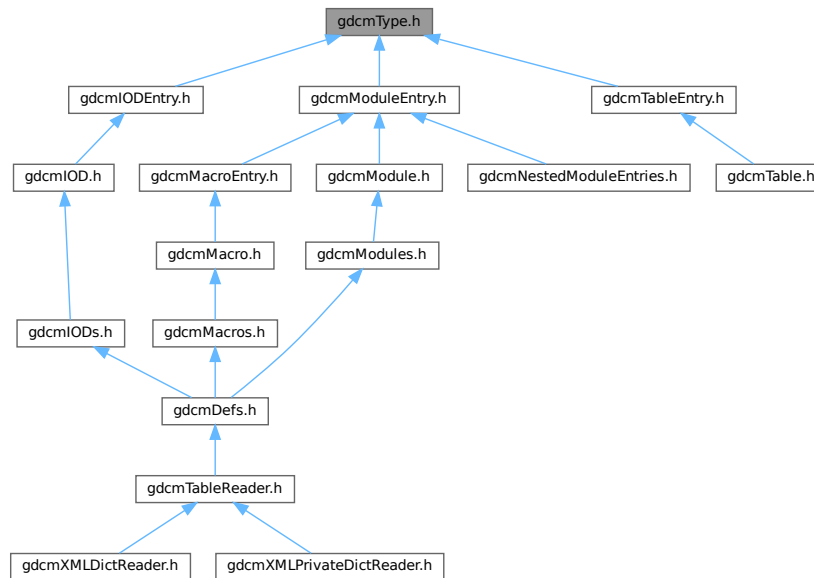 gdcmType.h
gdcmIODEntry.h
gdcmModuleEntry.h
gdcmTableEntry.h
gdcmIOD.h
gdcmMacroEntry.h
gdcmModule.h
gdcmNestedModuleEntries.h
gdcmTable.h
gdcmMacro.h
gdcmModules.h
gdcmIODs.h
gdcmMacros.h
gdcmDefs.h
gdcmTableReader.h
gdcmXMLDictReader.h
gdcmXMLPrivateDictReader.h